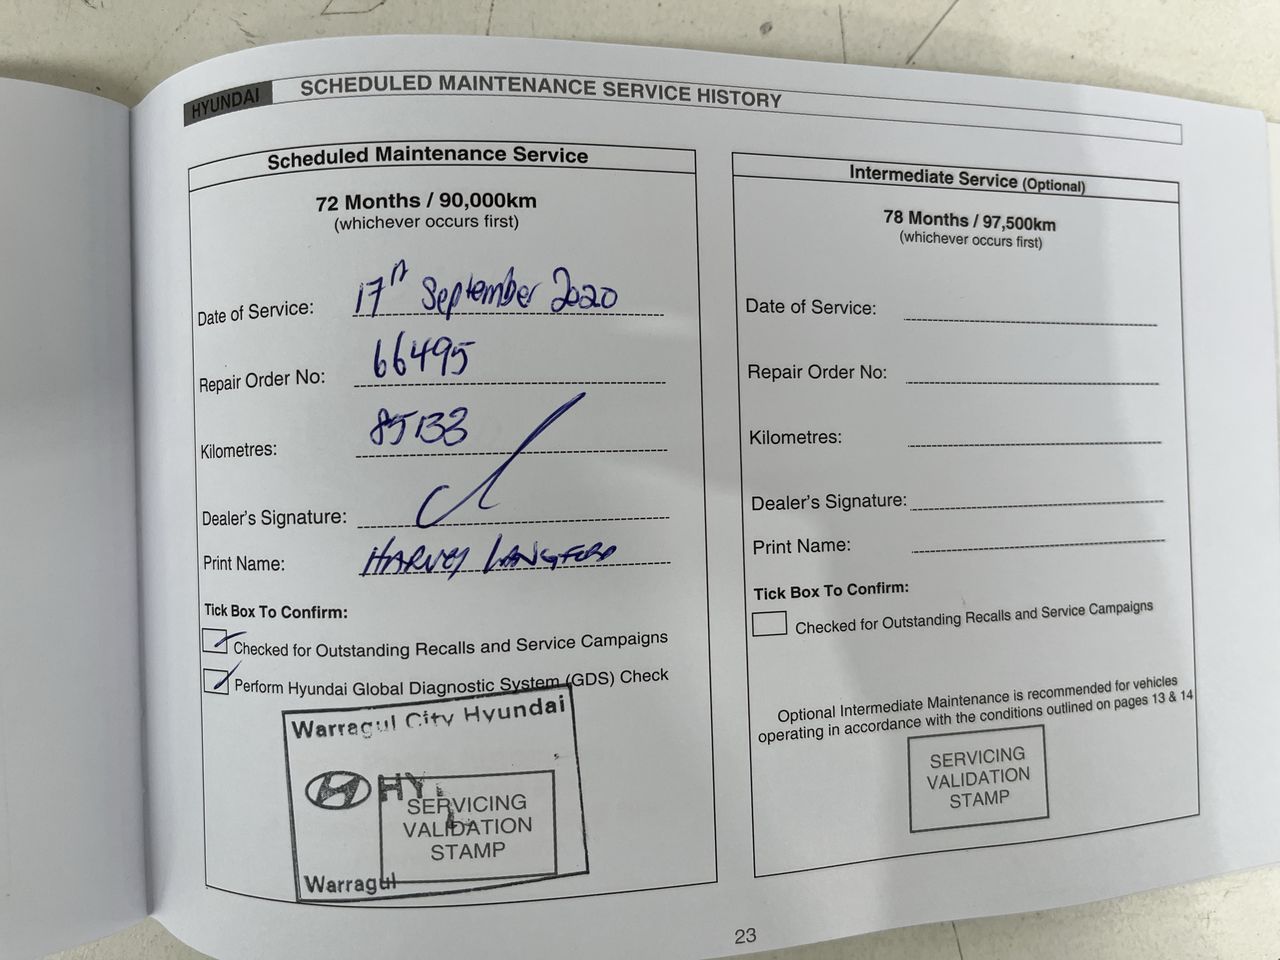 HYUNDAI SCHEDULED MAINTENANCE SERVICE HISTORY
Scheduled Maintenance Service
72 Months / 90,000km
(whichever occurs first)
Date of Service: 17th September 2020
Repair Order No: 66495
Kilometres: 85133
Dealer's Signature:
Print Name: HARVEY LANGFORD
Tick Box To Confirm:
Checked for Outstanding Recalls and Service Campaigns
Perform Hyundai Global Diagnostic System (GDS) Check
Warragul City Hyundai
HY
SERVICING
VALIDATION
STAMP
Warragul
Intermediate Service (Optional)
78 Months / 97,500km
(whichever occurs first)
Date of Service:
Repair Order No:
Kilometres:
Dealer's Signature:
Print Name:
Tick Box To Confirm:
Checked for Outstanding Recalls and Service Campaigns
Optional Intermediate Maintenance is recommended for vehicles
operating in accordance with the conditions outlined on pages 13 & 14
SERVICING
VALIDATION
STAMP
23